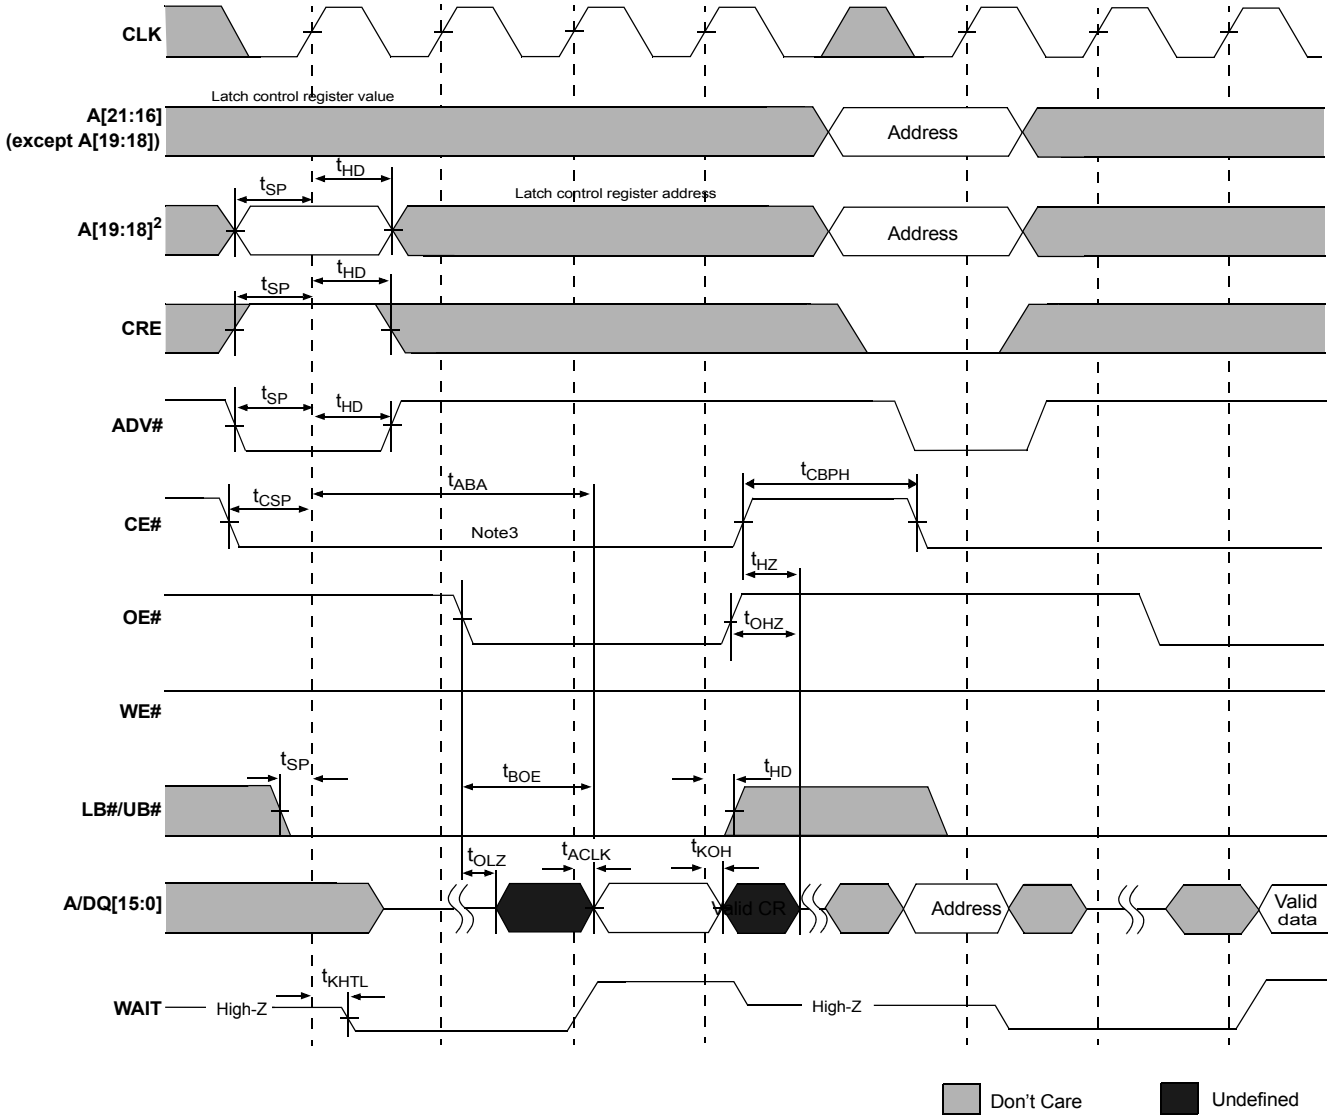 CLK
Latch control register value
A[21:16]
(except A[19:18])
Address
tSP
tHD
Latch control register address
A[19:18]2
Address
tSP
tHD
CRE
tSP
tHD
ADV#
tCSP
tABA
tCBPH
CE#
Note3
tHZ
OE#
tOHZ
WE#
tSP
tBOE
tHD
LB#/UB#
tOLZ
tACLK
tKOH
A/DQ[15:0]
Valid CR
Address
Valid
data
tKHTL
WAIT
High-Z
High-Z
Don't Care
Undefined